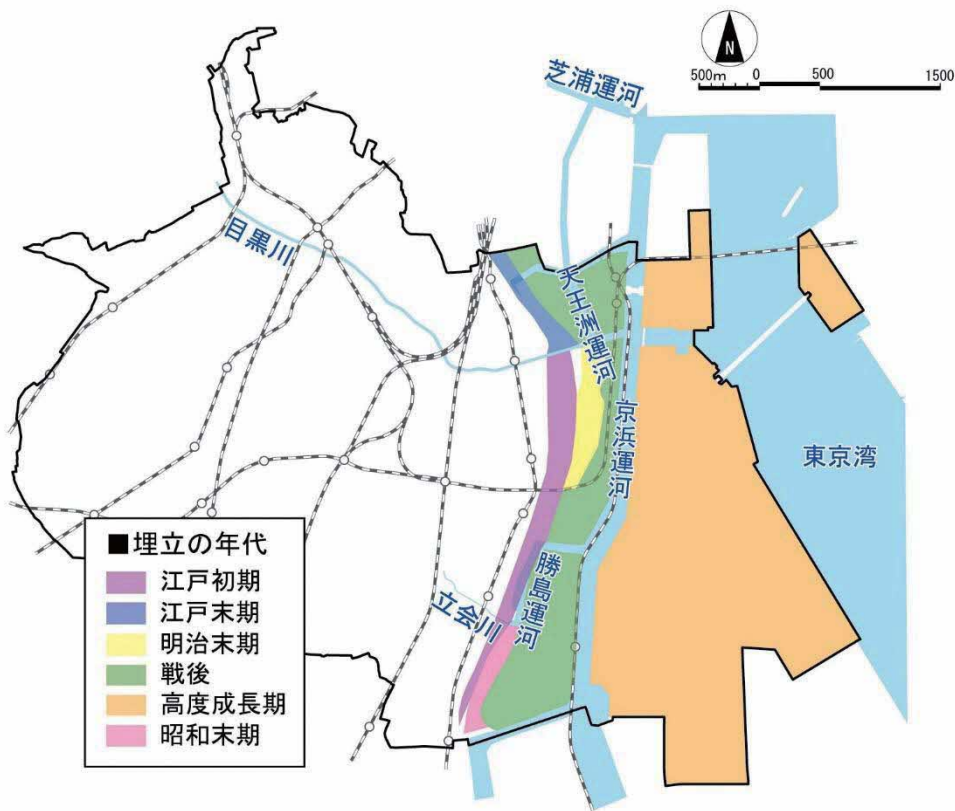 N
500m 0 500 1500
芝浦運河
目黒川
天王洲運河
京浜運河
東京湾
勝島運河
立会川
■埋立の年代
江戸初期
江戸末期
明治末期
戦後
高度成長期
昭和末期